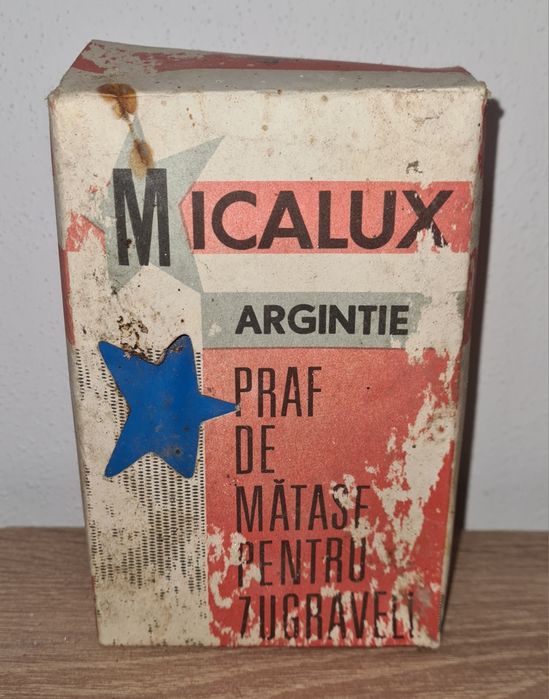 MICALUX
ARGINTIE
PRAF
DE
MĂTASE
PENTRU
ZUGRAVELI